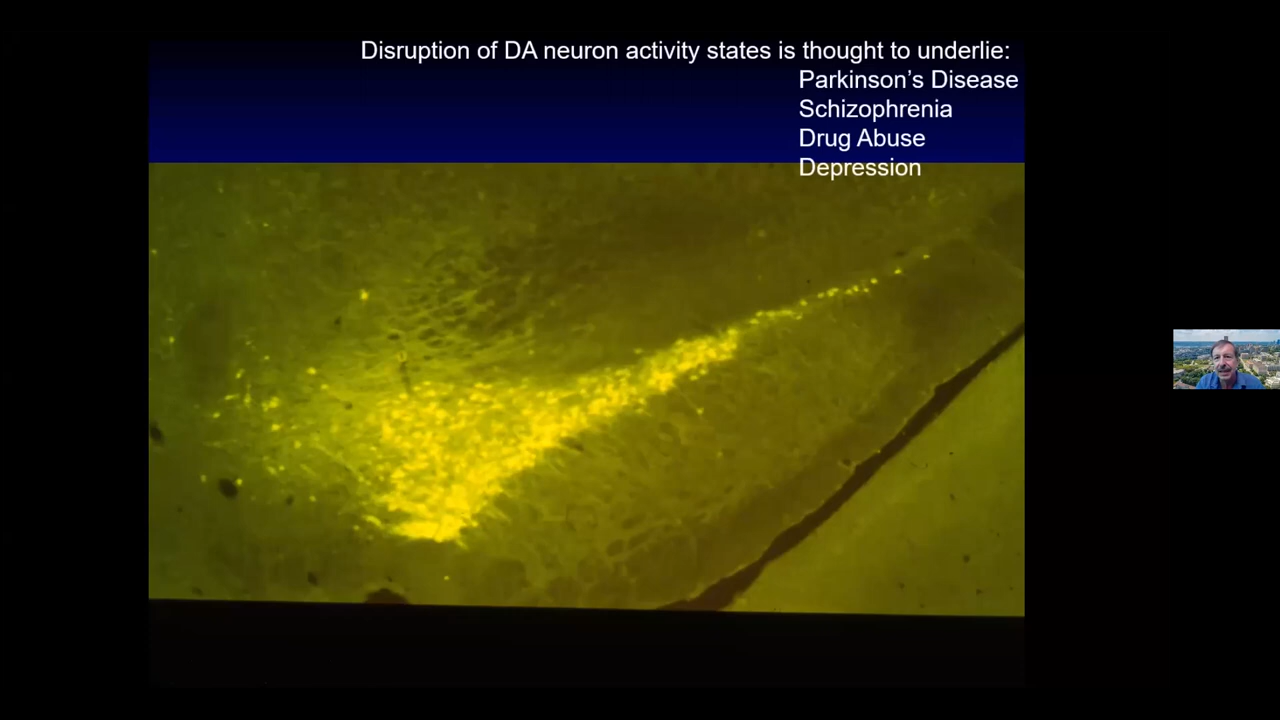 Disruption of DA neuron activity states is thought to underlie:
Parkinson’s Disease
Schizophrenia
Drug Abuse
Depression